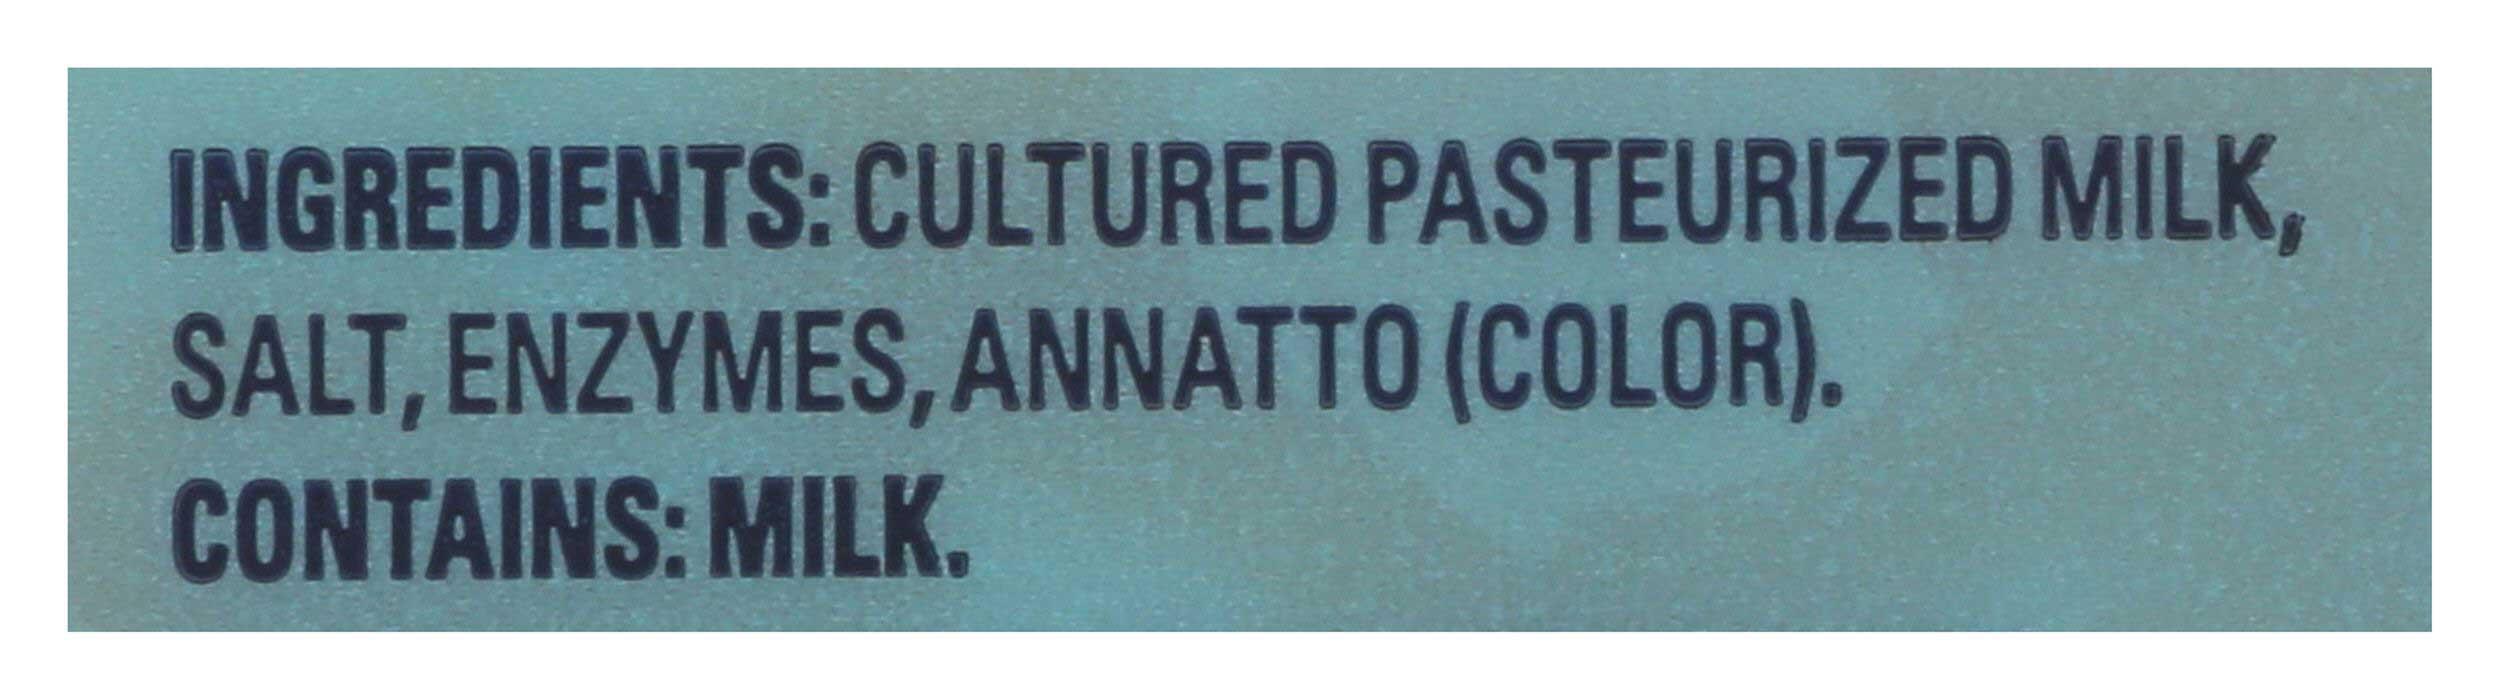 INGREDIENTS: CULTURED PASTEURIZED MILK,
SALT, ENZYMES, ANNATTO (COLOR).
CONTAINS: MILK.